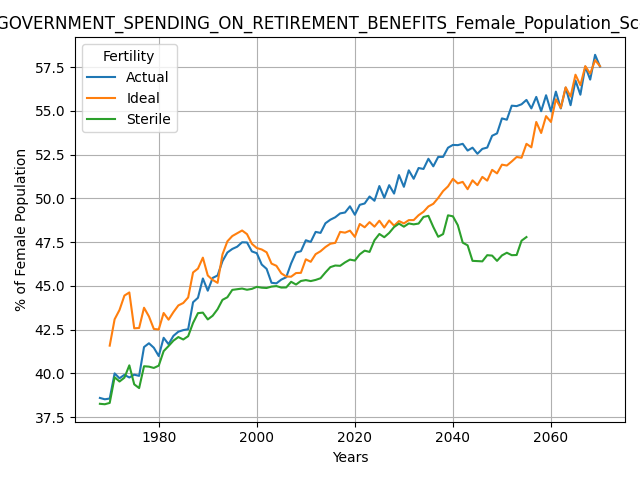 GOVERNMENT_SPENDING_ON_RETIREMENT_BENEFITS_Female_Population_Sc
Fertility
Actual
Ideal
Sterile
% of Female Population
57.5
55.0
52.5
50.0
47.5
45.0
42.5
40.0
37.5
1980 2000 2020 2040 2060
Years